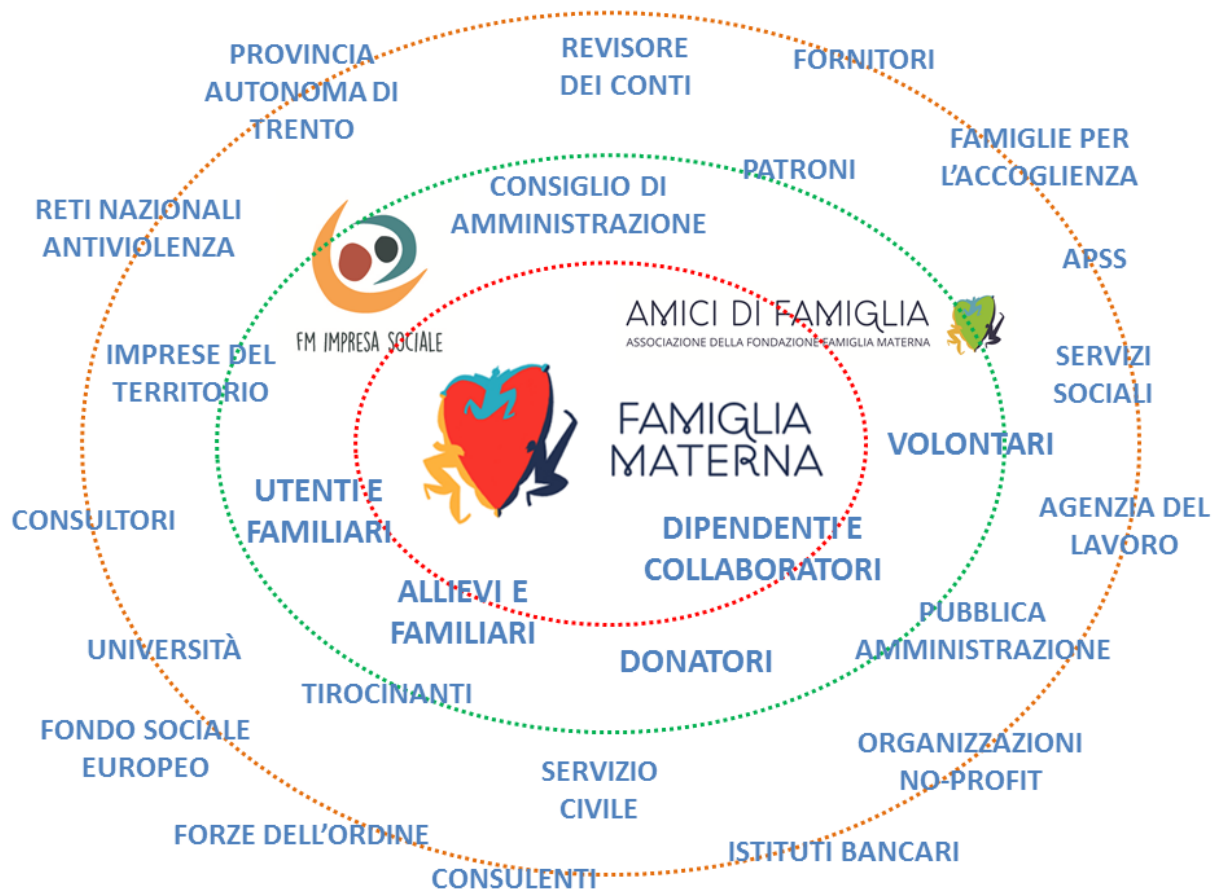 PROVINCIA
AUTONOMA DI
TRENTO
REVISORE
DEI CONTI
FORNITORI
FAMIGLIE PER
L'ACCOGLIENZA
PATRONI
CONSIGLIO DI
AMMINISTRAZIONE
RETI NAZIONALI
ANTIVIOLENZA
APSS
FM IMPRESA SOCIALE
AMICI DI FAMIGLIA
ASSOCIAZIONE DELLA FONDAZIONE FAMIGLIA MATERNA
IMPRESE DEL
TERRITORIO
SERVIZI
SOCIALI
FAMIGLIA
MATERNA
VOLONTARI
UTENTI E
FAMILIARI
CONSULTORI
DIPENDENTI E
COLLABORATORI
AGENZIA DEL
LAVORO
ALLIEVI E
FAMILIARI
PUBBLICA
AMMINISTRAZIONE
UNIVERSITÀ
DONATORI
TIROCINANTI
FONDO SOCIALE
EUROPEO
ORGANIZZAZIONI
NO-PROFIT
SERVIZIO
CIVILE
FORZE DELL'ORDINE
ISTITUTI BANCARI
CONSULENTI